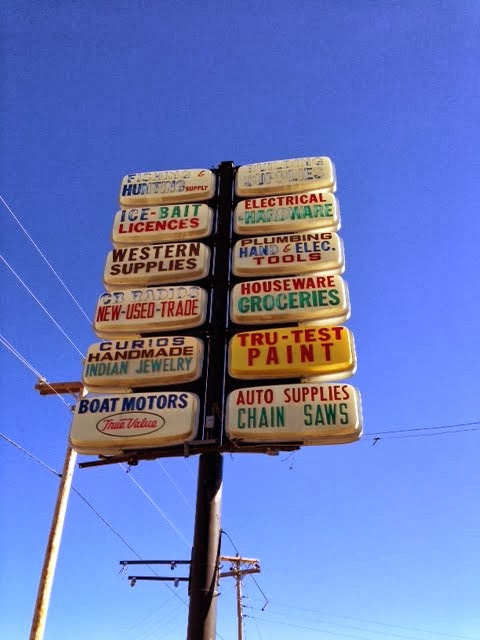 FISHING &
HUNTING SUPPLY
ICE-BAIT
LICENCES
WESTERN
SUPPLIES
CB RADIOS
NEW-USED-TRADE
CURIOS
HANDMADE
INDIAN JEWELRY
BOAT MOTORS
True Value
SUPPLIES
ELECTRICAL
-HARDWARE
PLUMBING
HAND & ELEC.
TOOLS
HOUSEWARE
GROCERIES
TRU-TEST
PAINT
AUTO SUPPLIES
CHAIN SAWS